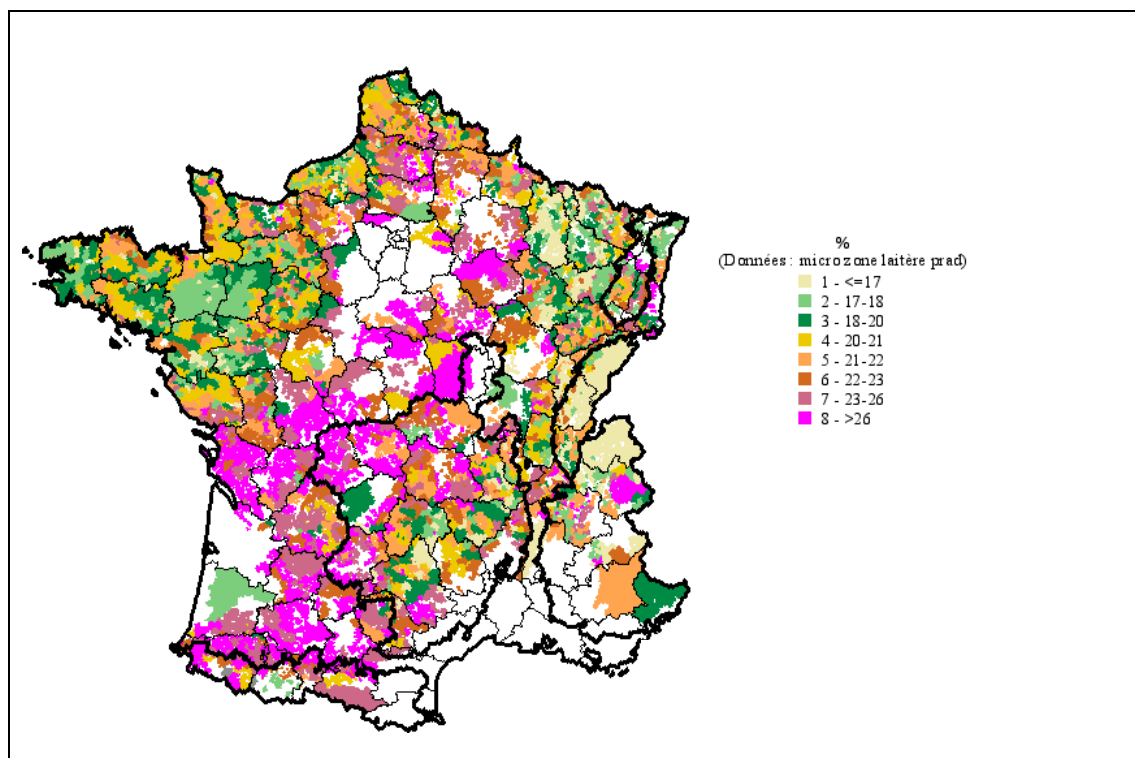 %
(Données : microzone laitère prad)
1 - <=17
2 - 17-18
3 - 18-20
4 - 20-21
5 - 21-22
6 - 22-23
7 - 23-26
8 - >26